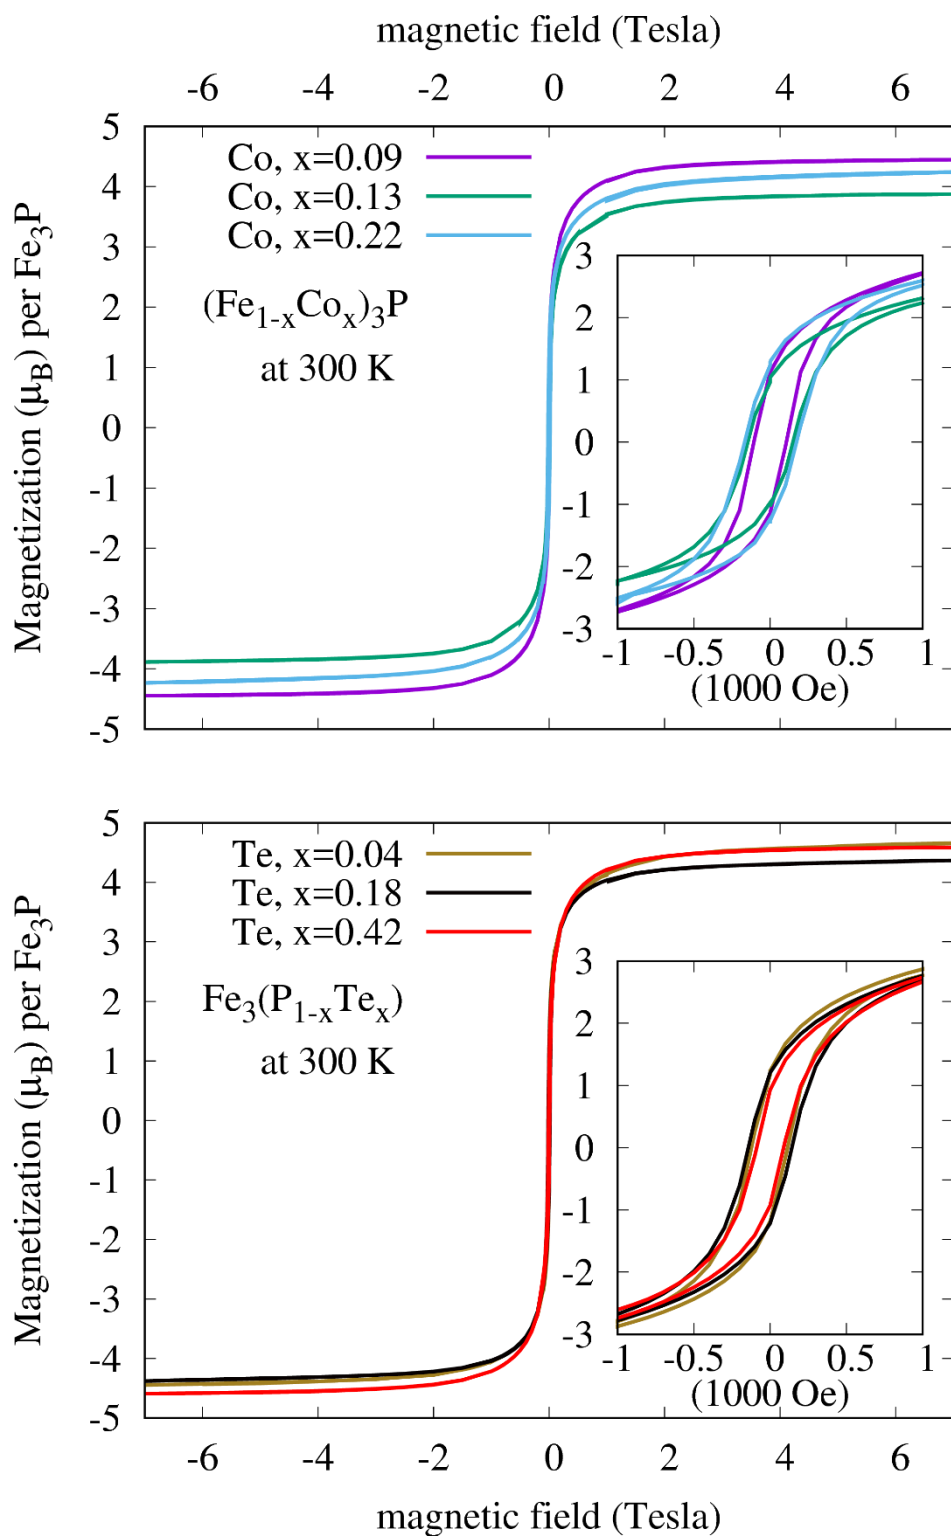 magnetic field (Tesla)
-6 -4 -2 0 2 4 6
5
4
3
2
1
0
-1
-2
-3
-4
-5
Magnetization (μB) per Fe3P
Co, x=0.09
Co, x=0.13
Co, x=0.22
(Fe1-xCox)3P
at 300 K
3
2
1
0
-1
-2
-3
-1 -0.5 0 0.5 1
(1000 Oe)
5
4
3
2
1
0
-1
-2
-3
-4
-5
Magnetization (μB) per Fe3P
Te, x=0.04
Te, x=0.18
Te, x=0.42
Fe3(P1-xTex)
at 300 K
3
2
1
0
-1
-2
-3
-1 -0.5 0 0.5 1
(1000 Oe)
-6 -4 -2 0 2 4 6
magnetic field (Tesla)